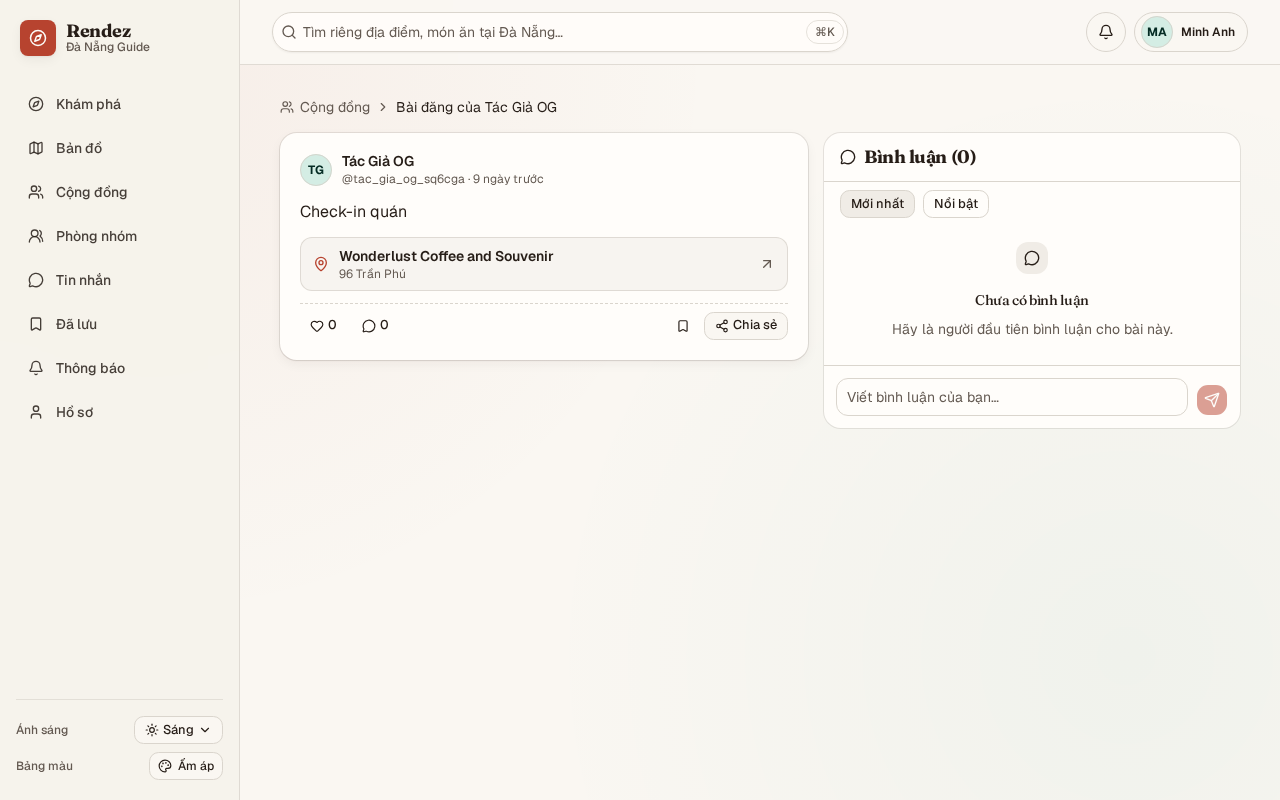 Rendez
Đà Nẵng Guide
Khám phá
Bản đồ
Cộng đồng
Phòng nhóm
Tin nhắn
Đã lưu
Thông báo
Hồ sơ
Ánh sáng
Sáng
Bảng màu
Ấm áp
Tìm riêng địa điểm, món ăn tại Đà Nẵng...
⌘K
MA
Minh Anh
Cộng đồng > Bài đăng của Tác Giả OG
TG
Tác Giả OG
@tac_gia_og_sq6cga · 9 ngày trước
Check-in quán
Wonderlust Coffee and Souvenir
96 Trần Phú
0
0
Chia sẻ
Bình luận (0)
Mới nhất
Nổi bật
Chưa có bình luận
Hãy là người đầu tiên bình luận cho bài này.
Viết bình luận của bạn...